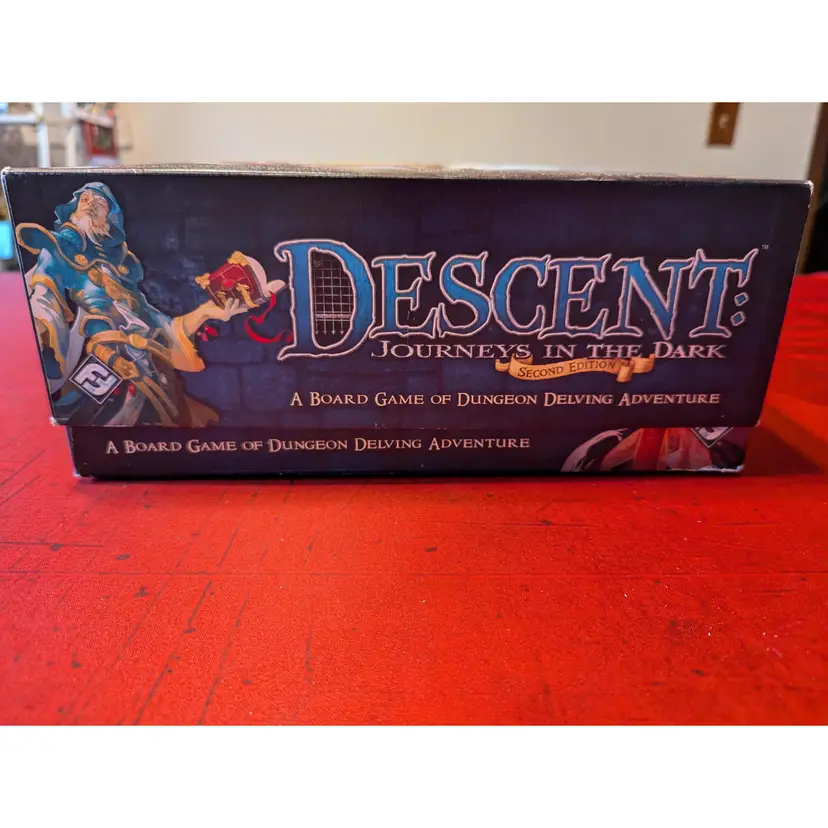 DESCENT:
JOURNEYS IN THE DARK
SECOND EDITION
A BOARD GAME OF DUNGEON DELVING ADVENTURE
A BOARD GAME OF DUNGEON DELVING ADVENTURE